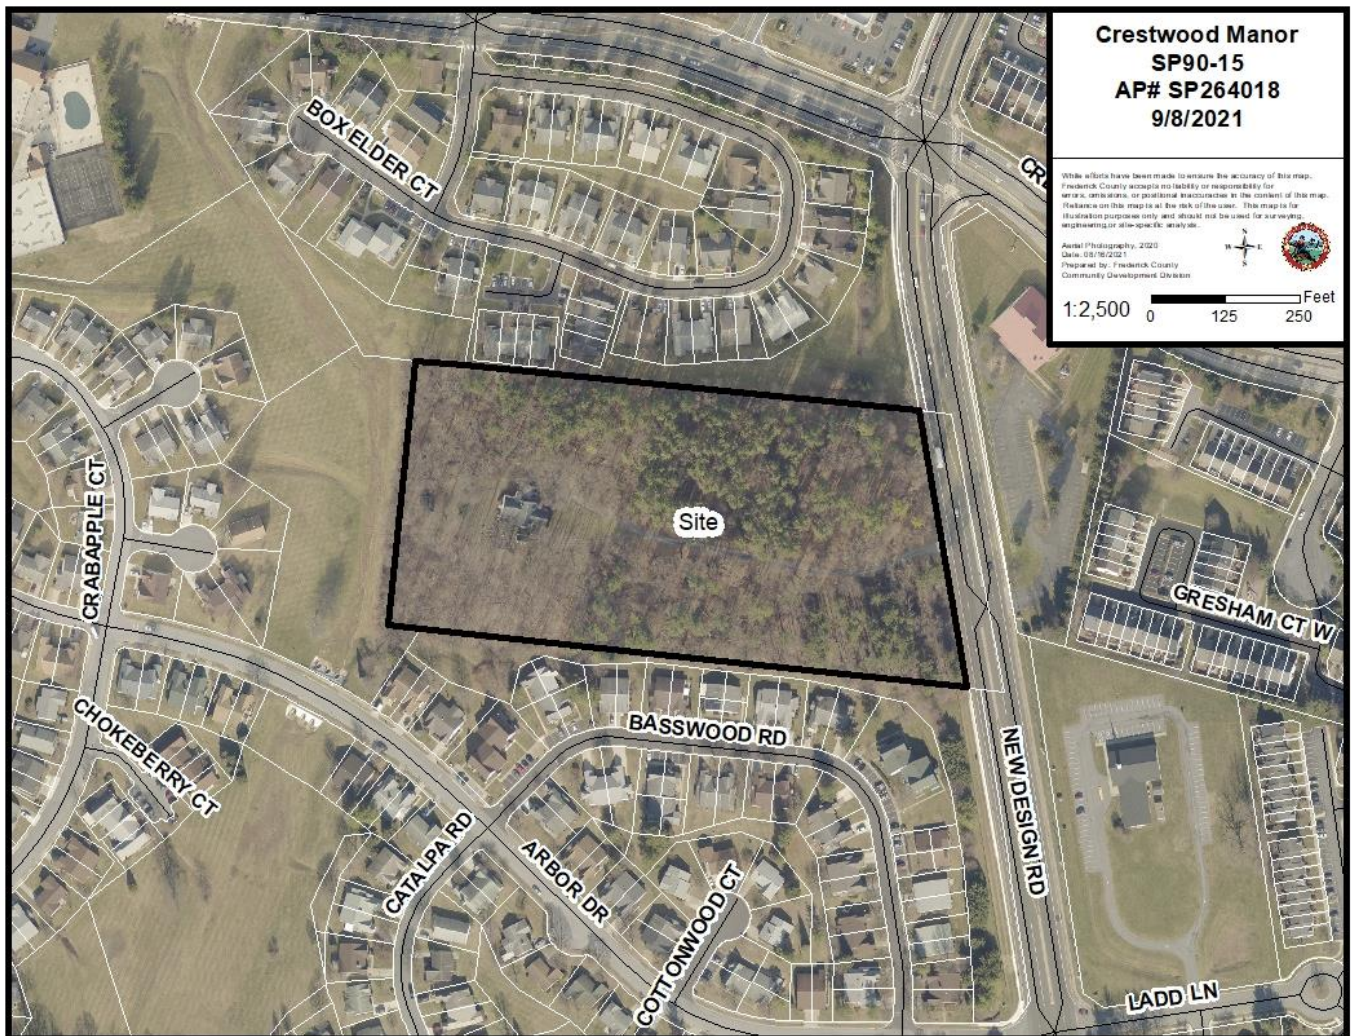 Crestwood Manor
SP90-15
AP# SP264018
9/8/2021
While efforts have been made to ensure the accuracy of this map,
Frederick County accepts no liability or responsibility for
errors, omissions, or positional inaccuracies in the content of this map.
Reliance on this map is at the risk of the user. This map is for
illustration purposes only and should not be used for surveying,
engineering, or site-specific analysis.
Aerial Photography, 2020
Date: 08/16/2021
Prepared by: Frederick County
Community Development Division
N
W E
S
1:2,500
Feet
0 125 250
BOX ELDER CT
CRE
CRABAPPLE CT
Site
GRESHAM CT W
CHOKEBERRY CT
BASSWOOD RD
NEW DESIGN RD
CATALPA RD
ARBOR DR
COTTONWOOD CT
LADD LN